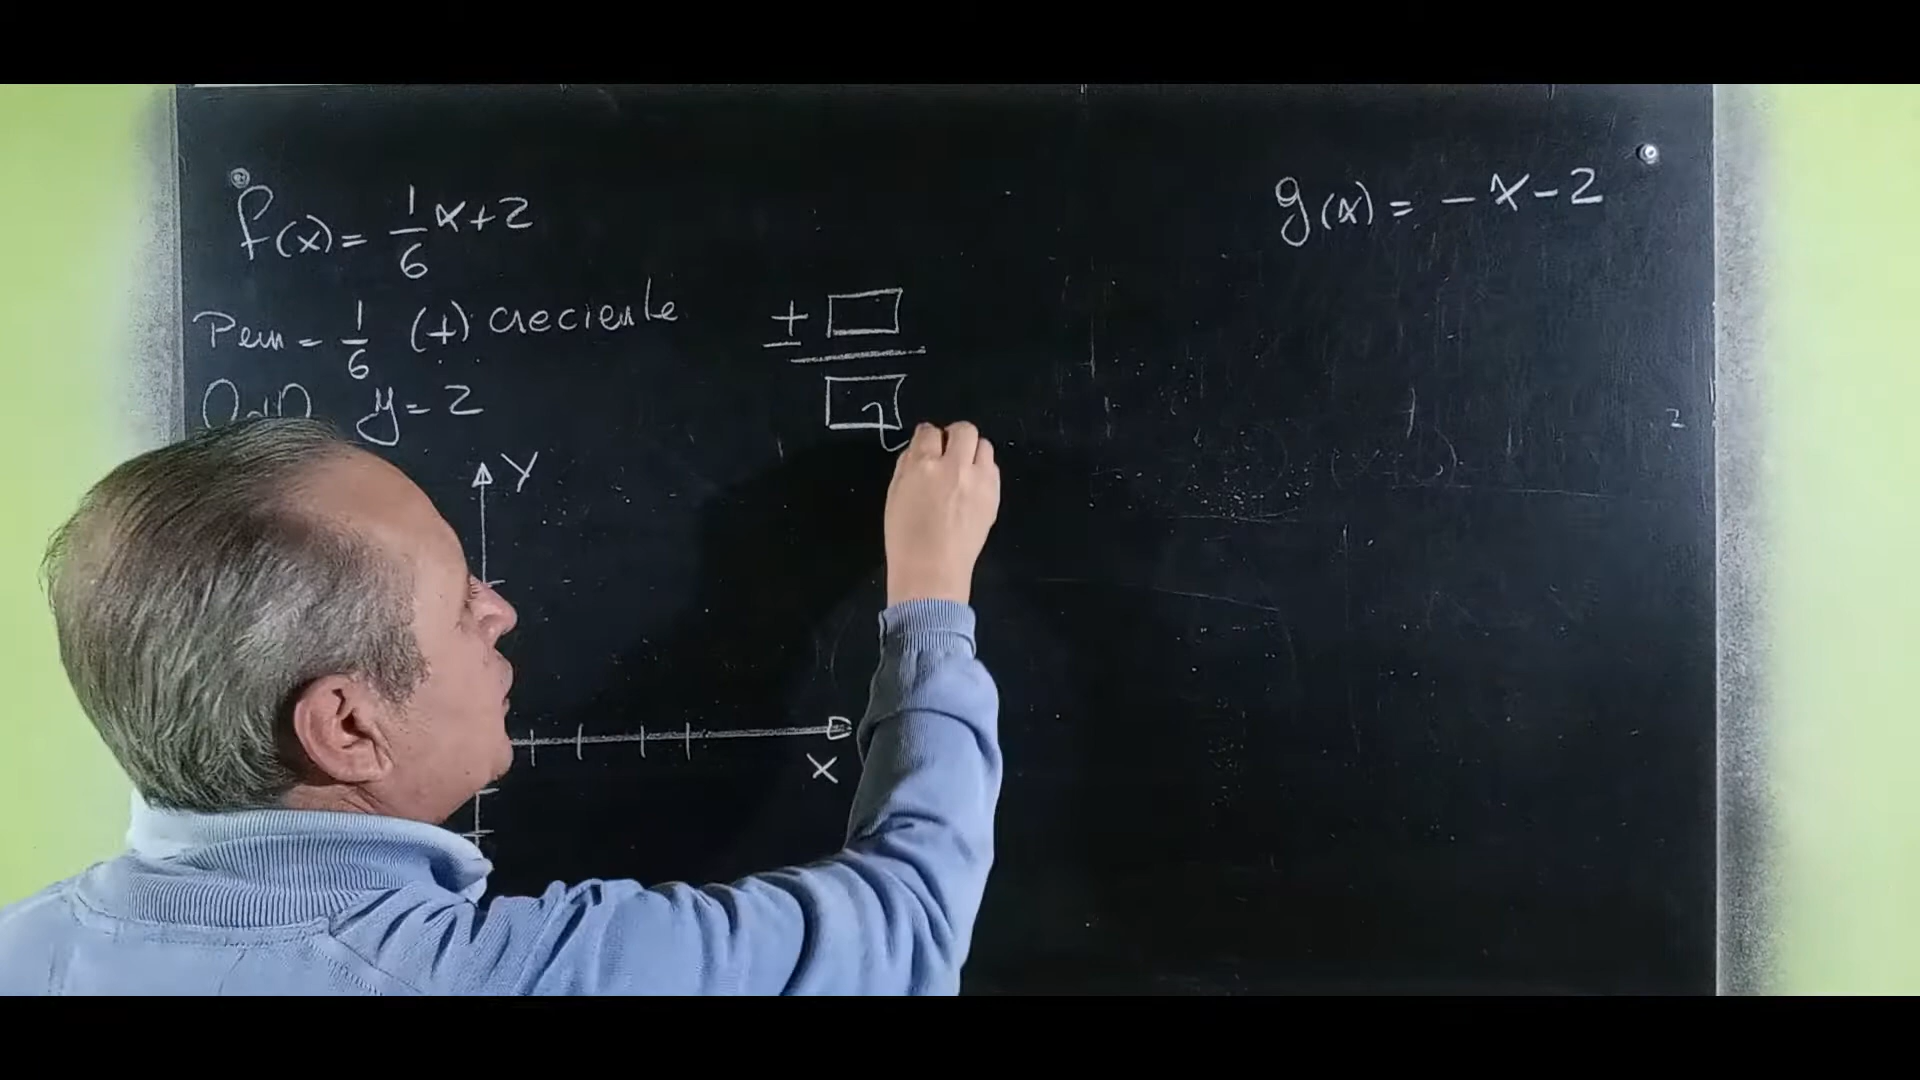 f(x) = 1/6 x + 2
Pen = 1/6 (+) creciente
y = 2
±
Y
X
g(x) = - x - 2